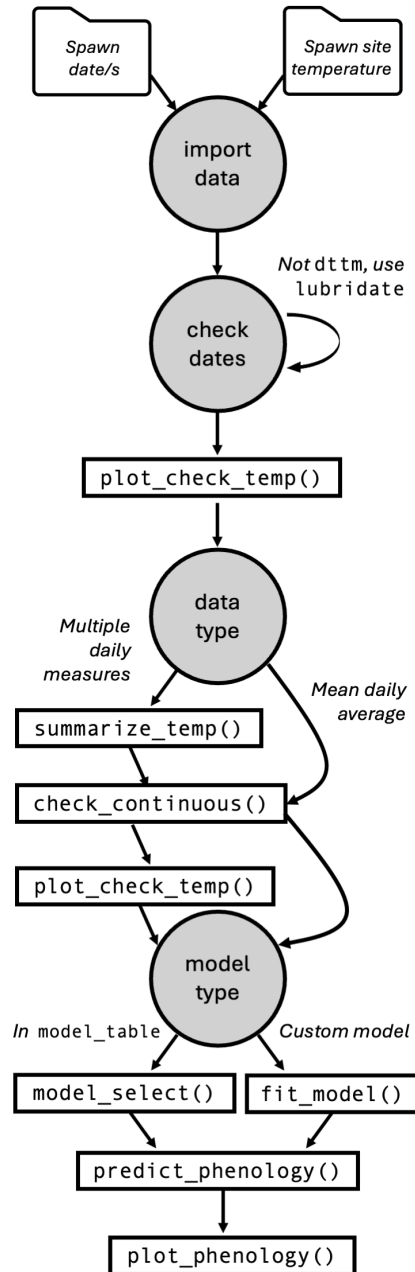 Spawn
date/s
Spawn site
temperature
import
data
Not dttm, use
lubridate
check
dates
plot_check_temp()
data
type
Multiple
daily
measures
Mean daily
average
summarize_temp()
check_continuous()
plot_check_temp()
model
type
In model_table
Custom model
model_select()
fit_model()
predict_phenology()
plot_phenology()